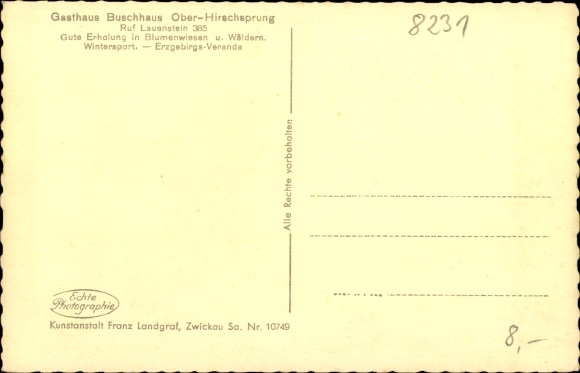 Gasthaus Buschhaus Ober-Hirschsprung
Ruf Lauenstein 385
Gute Erholung in Blumenwiesen u. Wäldern.
Wintersport. — Erzgebirgs-Veranda
8231
Alle Rechte vorbehalten
Echte
Photographie
Kunstanstalt Franz Landgraf, Zwickau Sa. Nr. 10749
8,-